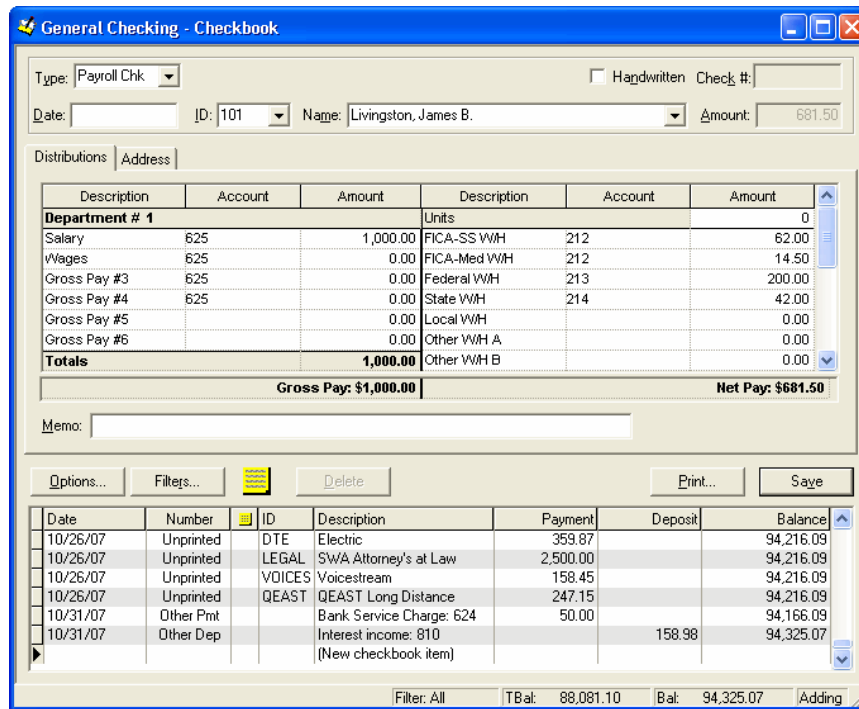 General Checking - Checkbook
Type: Payroll Chk Handwritten Check #:
Date: ID: 101 Name: Livingston, James B. Amount: 681.50
Distributions Address
Description Account Amount Description Account Amount
Department # 1 Units 0
Salary 625 1,000.00 FICA-SS W/H 212 62.00
Wages 625 0.00 FICA-Med W/H 212 14.50
Gross Pay #3 625 0.00 Federal W/H 213 200.00
Gross Pay #4 625 0.00 State W/H 214 42.00
Gross Pay #5 0.00 Local W/H 0.00
Gross Pay #6 0.00 Other W/H A 0.00
Totals 1,000.00 Other W/H B 0.00
Gross Pay: $1,000.00 Net Pay: $681.50
Memo:
Options... Filters... Delete Print... Save
Date Number ID Description Payment Deposit Balance
10/26/07 Unprinted DTE Electric 359.87 94,216.09
10/26/07 Unprinted LEGAL SWA Attorney's at Law 2,500.00 94,216.09
10/26/07 Unprinted VOICES Voicestream 158.45 94,216.09
10/26/07 Unprinted QEAST QEAST Long Distance 247.15 94,216.09
10/31/07 Other Pmt Bank Service Charge: 624 50.00 94,166.09
10/31/07 Other Dep Interest income: 810 158.98 94,325.07
(New checkbook item)
Filter: All TBal: 88,081.10 Bal: 94,325.07 Adding